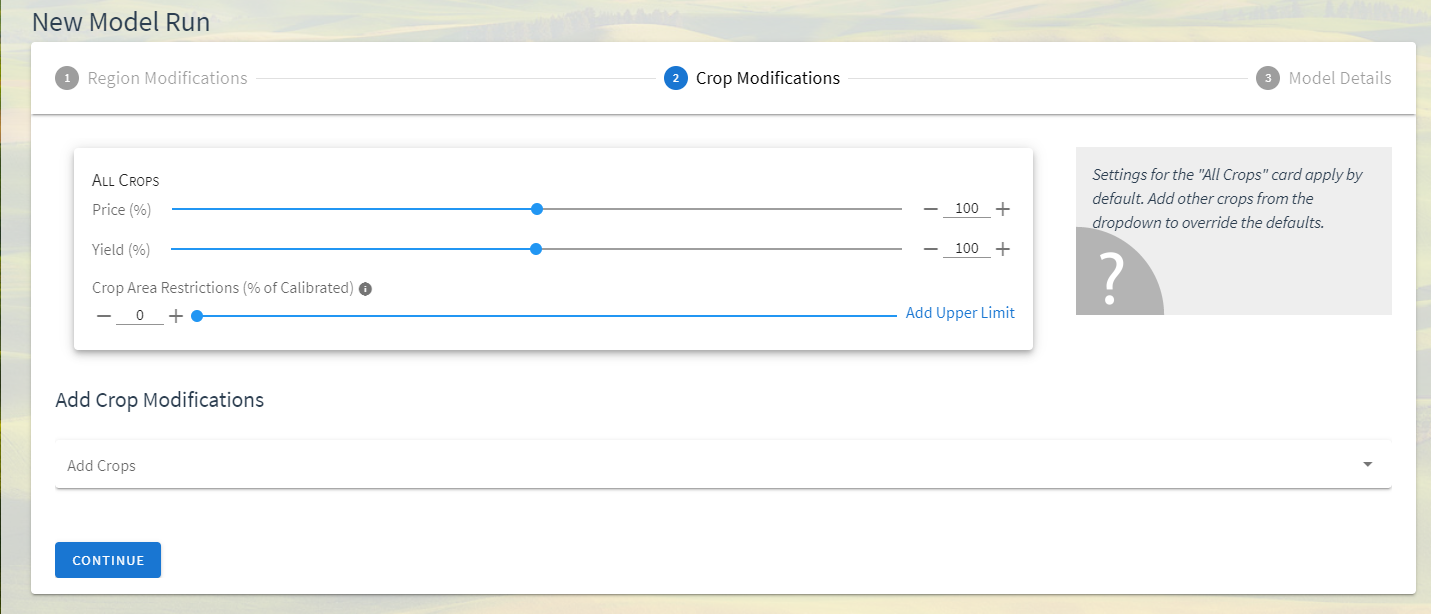 New Model Run
1 Region Modifications
2 Crop Modifications
3 Model Details
All Crops
Price (%)
100
Yield (%)
100
Crop Area Restrictions (% of Calibrated) i
0
Add Upper Limit
Settings for the "All Crops" card apply by
default. Add other crops from the
dropdown to override the defaults.
?
Add Crop Modifications
Add Crops
CONTINUE